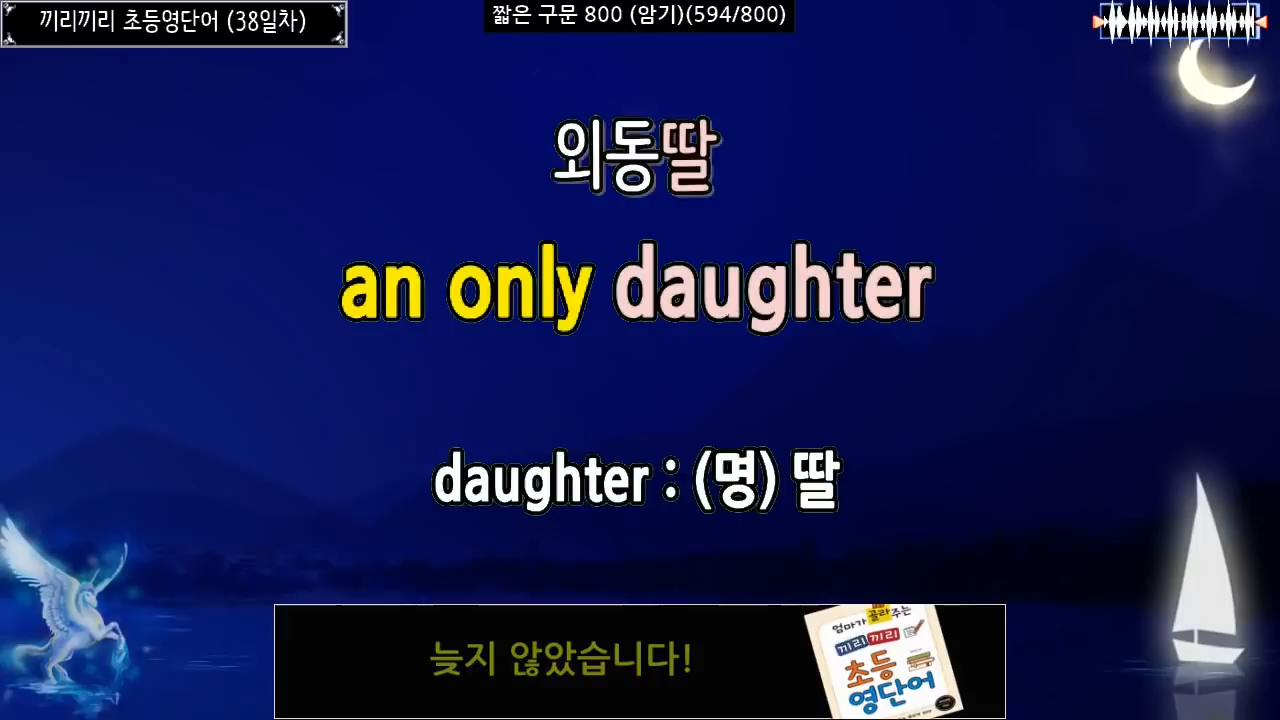 끼리끼리 초등영단어 (38일차)
짧은 구문 800 (암기)(594/800)
외동딸
an only daughter
daughter : (명) 딸
늦지 않았습니다!
엄마가 골라주는
끼리끼리
초등
영단어